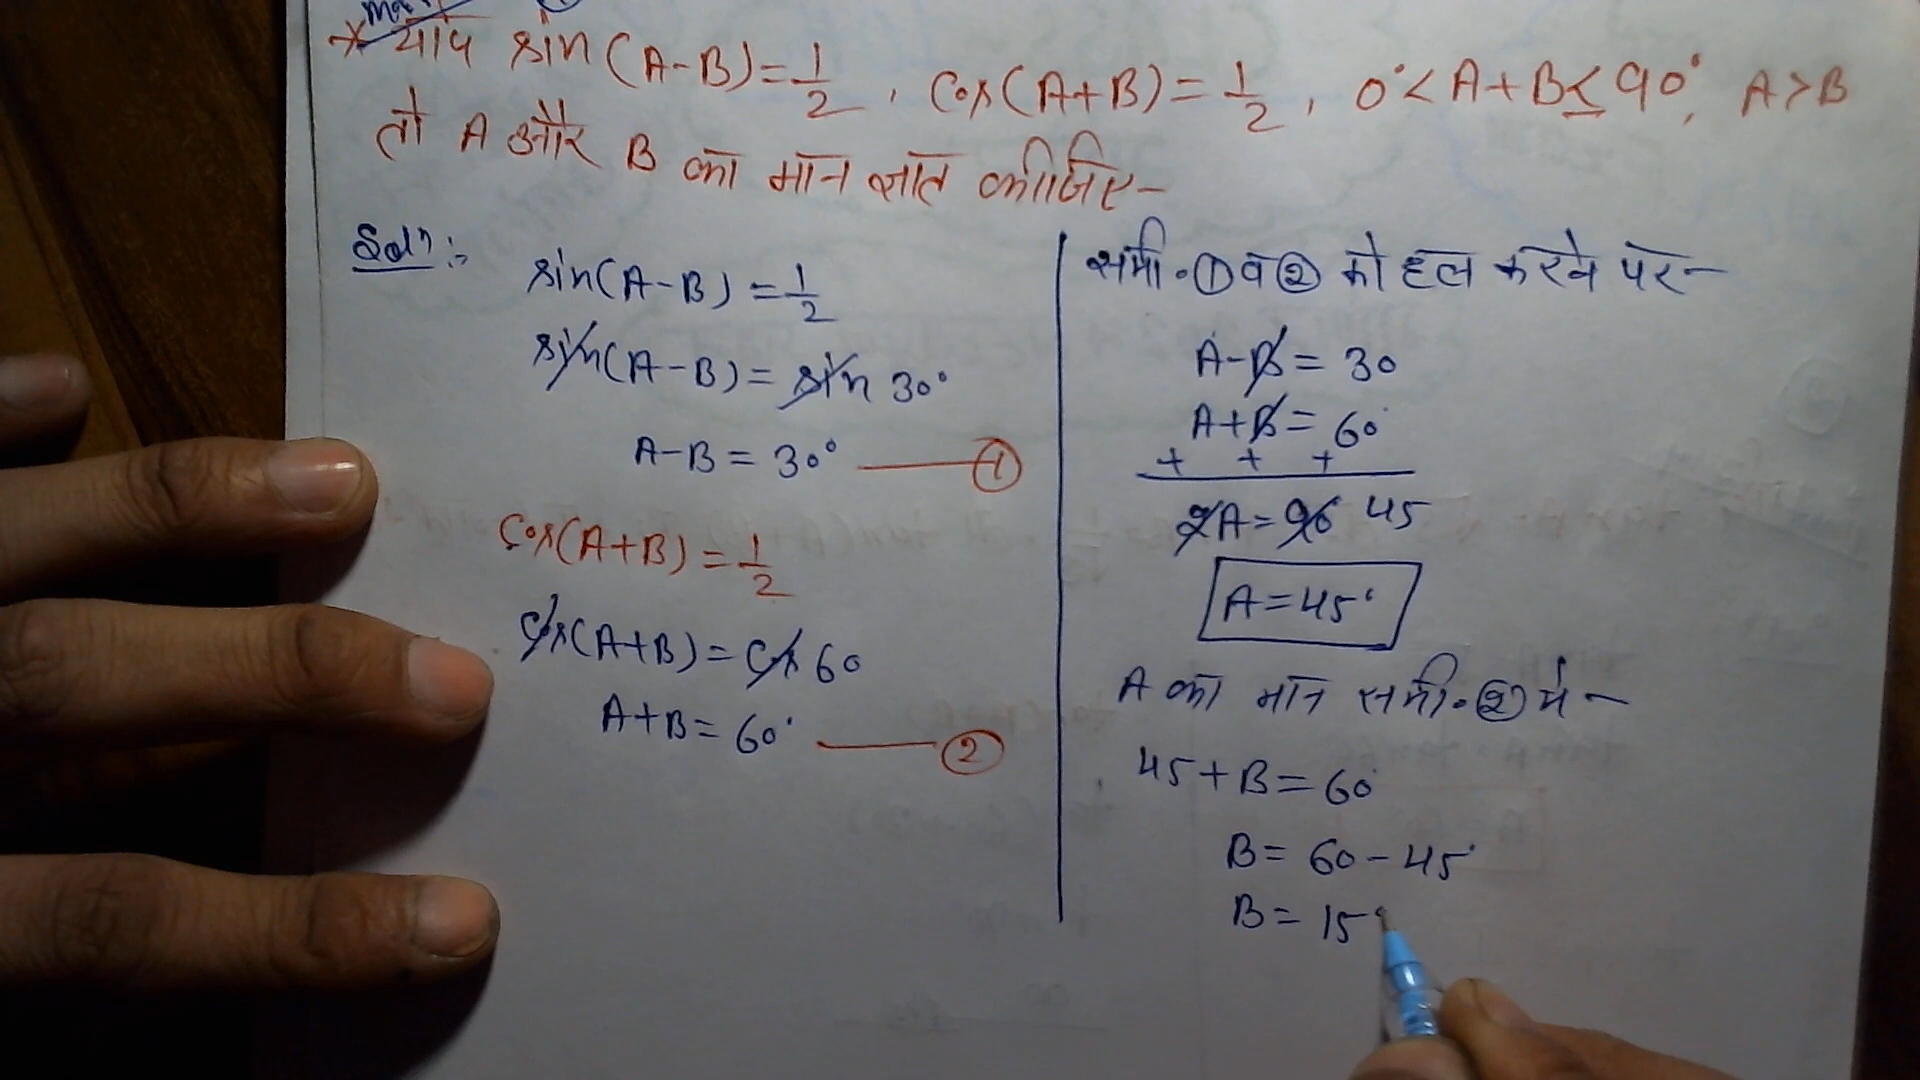 * यदि sin(A-B)=1/2, cos(A+B)=1/2, 0°<A+B≤90°, A>B
तो A और B का मान ज्ञात कीजिए-
Soln:-
sin(A-B)=1/2
sin(A-B)= sin 30°
A-B = 30° —— ①
cos(A+B)=1/2
cos(A+B)= cos 60
A+B= 60° —— ②
समी॰ ① व ② को हल करने पर-
A-B= 30
A+B= 60
+ + +
2A= 90 45
A=45°
A का मान समी॰ ② में-
45+B=60
B= 60-45
B= 15°